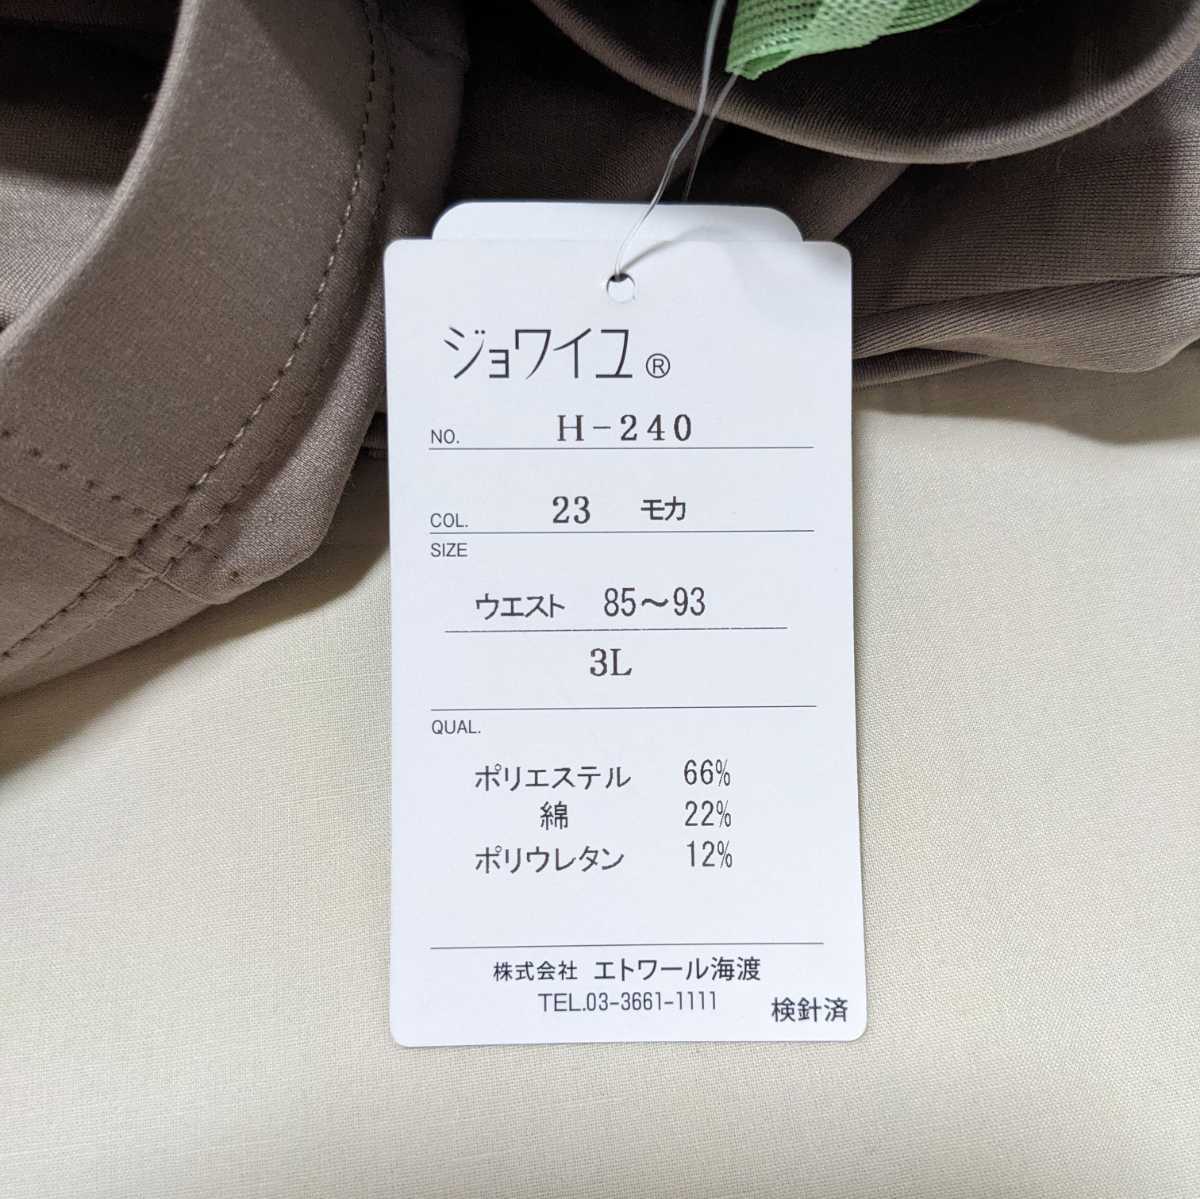 ジョワイユ®
NO. H-240
COL. 23 モカ
SIZE
ウエスト 85～93
3L
QUAL.
ポリエステル 66%
綿 22%
ポリウレタン 12%
株式会社 エトワール海渡
TEL.03-3661-1111
検針済